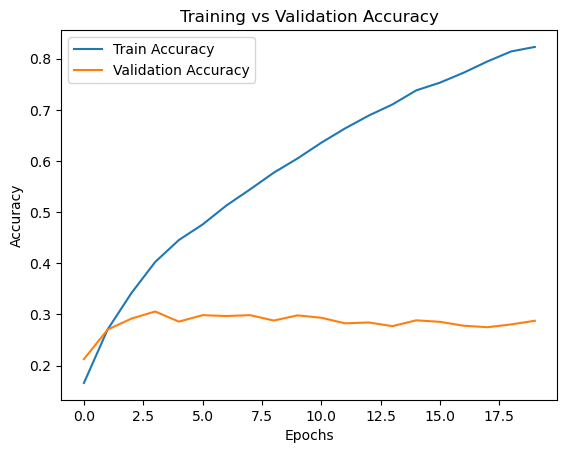 Training vs Validation Accuracy
Train Accuracy
Validation Accuracy
Accuracy
0.8
0.7
0.6
0.5
0.4
0.3
0.2
0.0 2.5 5.0 7.5 10.0 12.5 15.0 17.5
Epochs